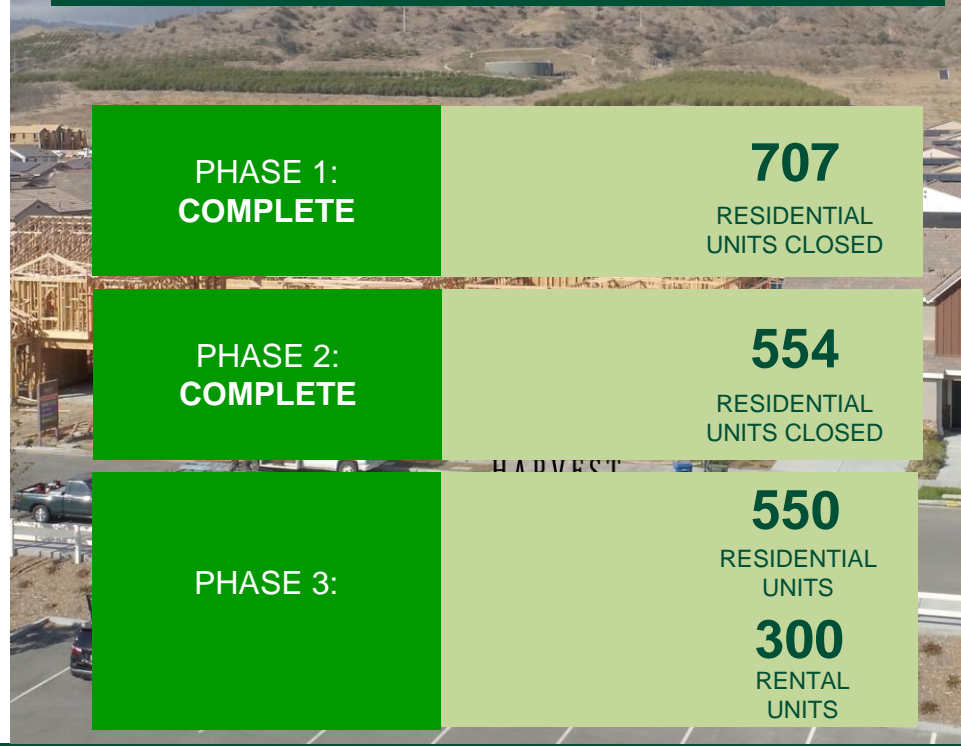 PHASE 1:
COMPLETE
707
RESIDENTIAL
UNITS CLOSED
PHASE 2:
COMPLETE
554
RESIDENTIAL
UNITS CLOSED
HARVEST
PHASE 3:
550
RESIDENTIAL
UNITS
300
RENTAL
UNITS